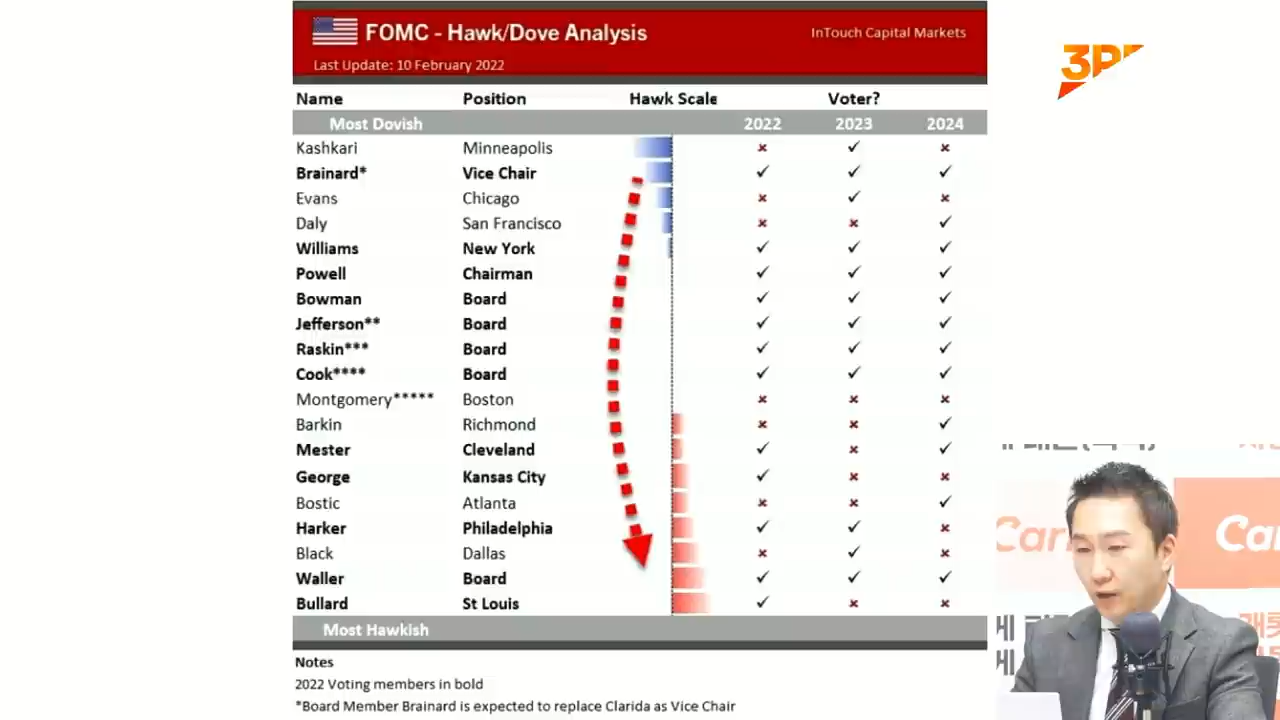 FOMC - Hawk/Dove Analysis
InTouch Capital Markets
Last Update: 10 February 2022
Name Position Hawk Scale Voter?
Most Dovish 2022 2023 2024
Kashkari Minneapolis × ✓ ×
Brainard* Vice Chair ✓ ✓ ✓
Evans Chicago × ✓ ×
Daly San Francisco × × ✓
Williams New York ✓ ✓ ✓
Powell Chairman ✓ ✓ ✓
Bowman Board ✓ ✓ ✓
Jefferson** Board ✓ ✓ ✓
Raskin*** Board ✓ ✓ ✓
Cook**** Board ✓ ✓ ✓
Montgomery***** Boston × × ×
Barkin Richmond × × ✓
Mester Cleveland ✓ × ✓
George Kansas City ✓ × ×
Bostic Atlanta × × ✓
Harker Philadelphia ✓ ✓ ×
Black Dallas × ✓ ×
Waller Board ✓ ✓ ✓
Bullard St Louis ✓ × ×
Most Hawkish
Notes
2022 Voting members in bold
*Board Member Brainard is expected to replace Clarida as Vice Chair